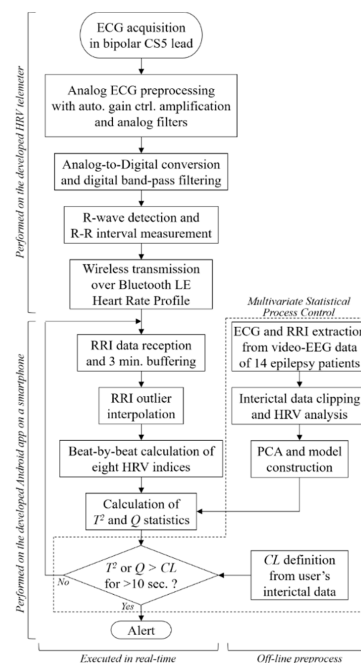 ECG acquisition
in bipolar CS5 lead
Analog ECG preprocessing
with auto. gain ctrl. amplification
and analog filters
Analog-to-Digital conversion
and digital band-pass filtering
R-wave detection and
R-R interval measurement
Wireless transmission
over Bluetooth LE
Heart Rate Profile
Performed on the developed HRV telemeter
Multivariate Statistical
Process Control
RRI data reception
and 3 min. buffering
RRI outlier
interpolation
Beat-by-beat calculation of
eight HRV indices
Calculation of
T² and Q statistics
T² or Q > CL
for >10 sec. ?
No
Yes
Alert
Performed on the developed Android app on a smartphone
ECG and RRI extraction
from video-EEG data
of 14 epilepsy patients
Interictal data clipping
and HRV analysis
PCA and model
construction
CL definition
from user's
interictal data
Executed in real-time
Off-line preprocess